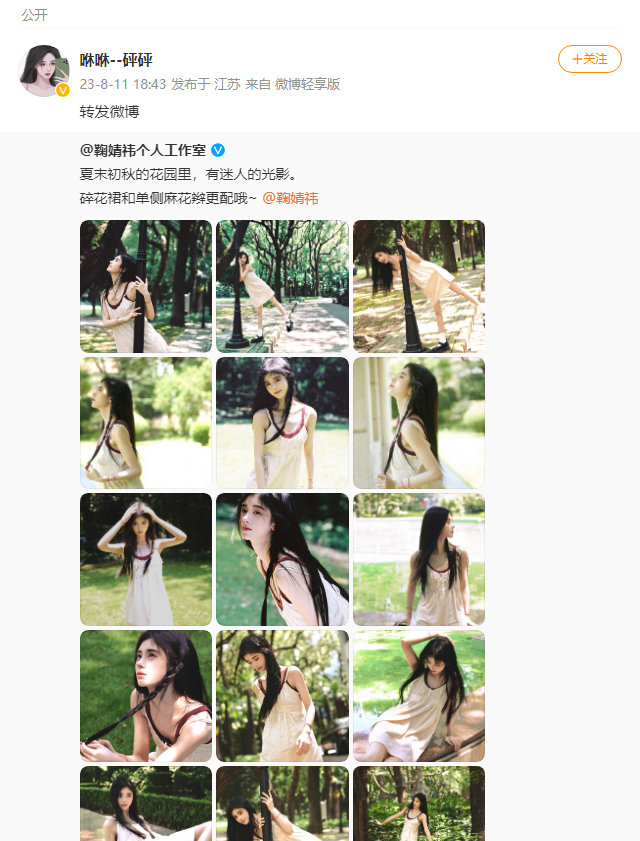 公开
咻咻--砰砰
+关注
23-8-11 18:43 发布于 江苏 来自 微博轻享版
转发微博
@鞠婧祎个人工作室
夏末初秋的花园里，有迷人的光影。
碎花裙和单侧麻花辫更配哦~ @鞠婧祎